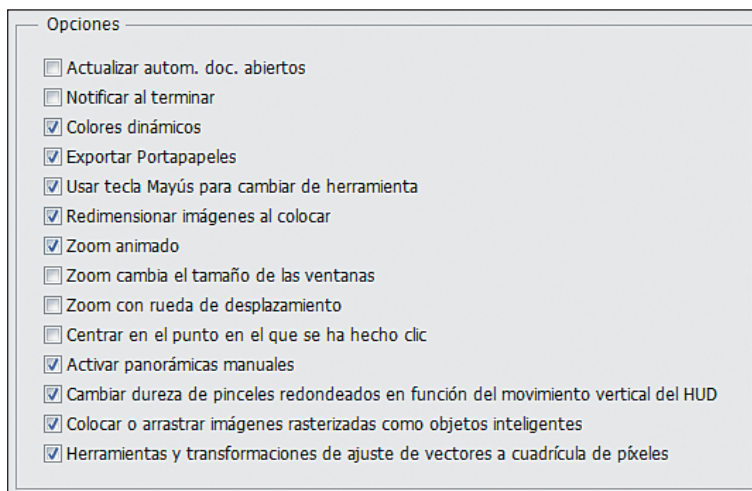 Opciones
Actualizar autom. doc. abiertos
Notificar al terminar
Colores dinámicos
Exportar Portapapeles
Usar tecla Mayús para cambiar de herramienta
Redimensionar imágenes al colocar
Zoom animado
Zoom cambia el tamaño de las ventanas
Zoom con rueda de desplazamiento
Centrar en el punto en el que se ha hecho clic
Activar panorámicas manuales
Cambiar dureza de pinceles redondeados en función del movimiento vertical del HUD
Colocar o arrastrar imágenes rasterizadas como objetos inteligentes
Herramientas y transformaciones de ajuste de vectores a cuadrícula de píxeles